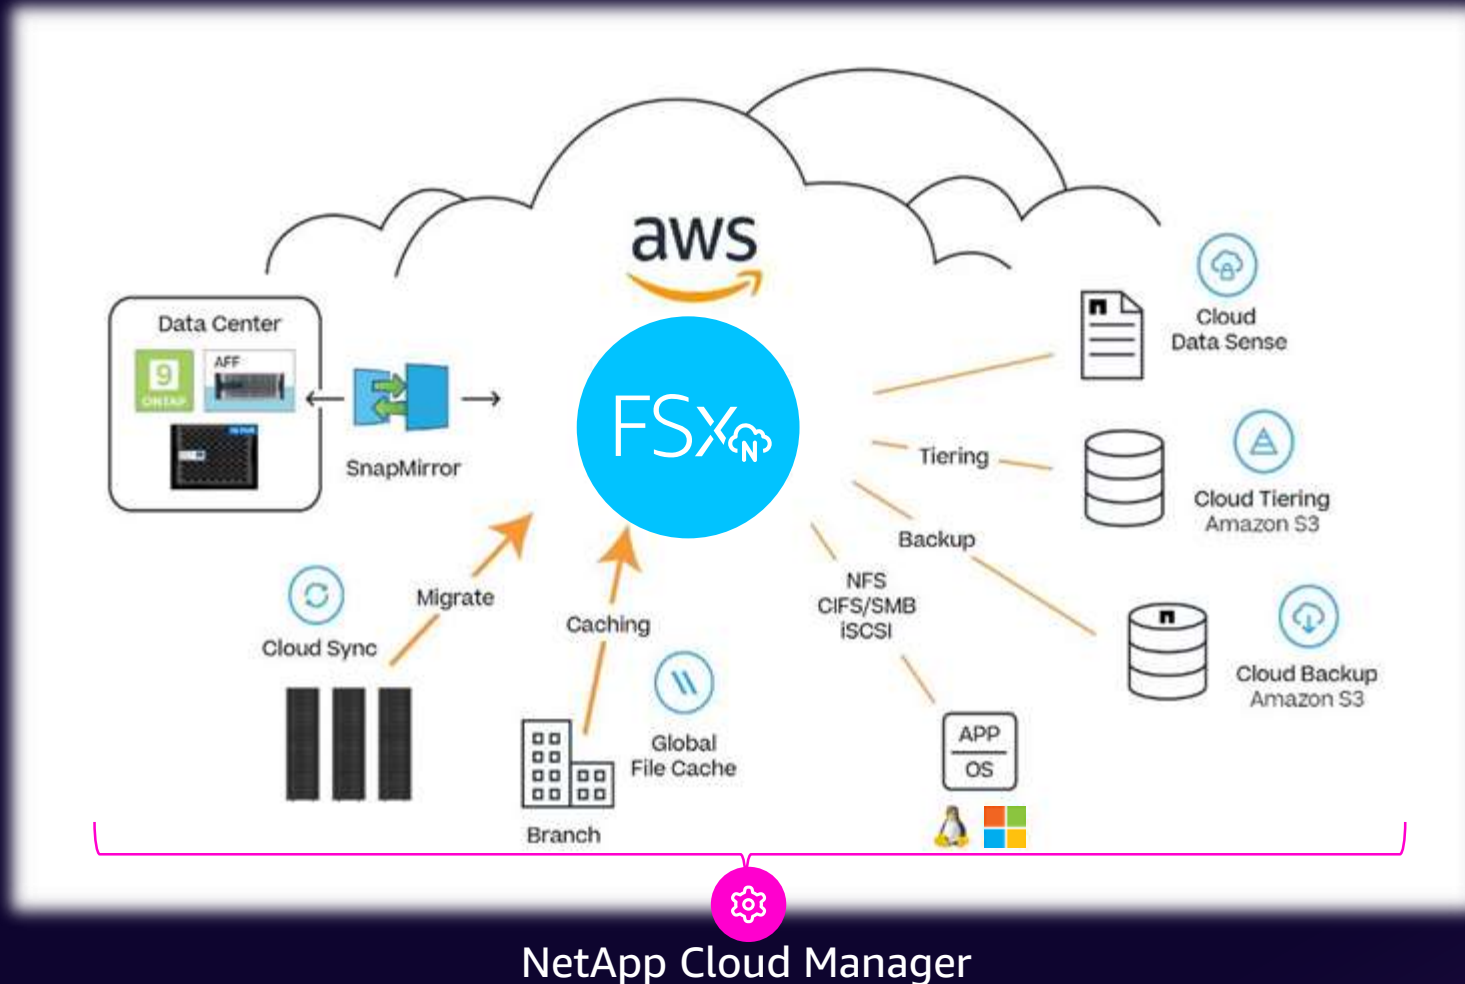 aws
FSx
N
Data Center
9
ONTAP
AFF
SnapMirror
Cloud
Data Sense
Tiering
Cloud Tiering
Amazon S3
Backup
Cloud Backup
Amazon S3
NFS
CIFS/SMB
iSCSI
APP
OS
Migrate
Cloud Sync
Caching
Global
File Cache
Branch
NetApp Cloud Manager